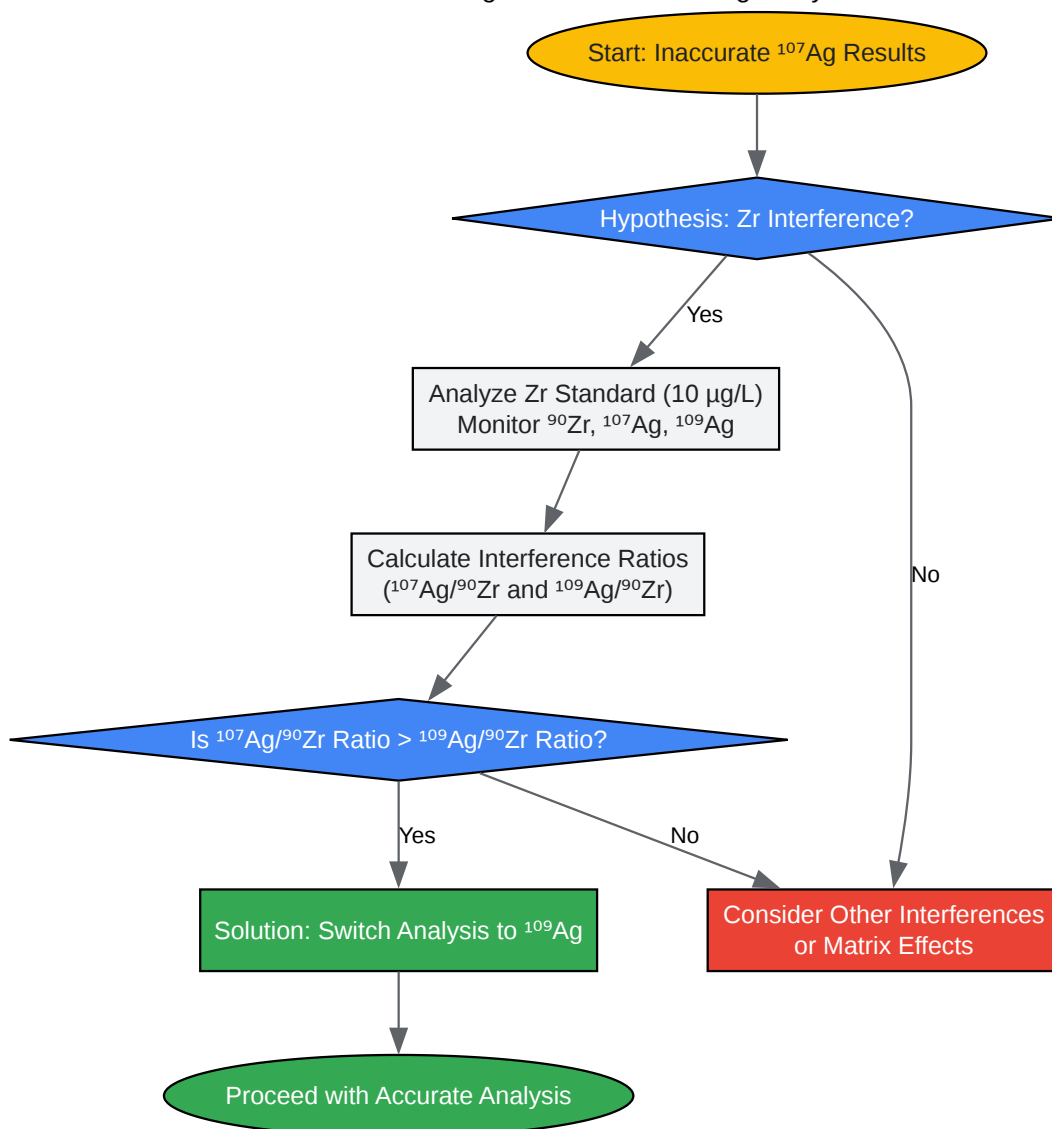 Start: Inaccurate ¹⁰⁷Ag Results
Hypothesis: Zr Interference?
Yes
Analyze Zr Standard (10 µg/L)
Monitor ⁹⁰Zr, ¹⁰⁷Ag, ¹⁰⁹Ag
Calculate Interference Ratios
(¹⁰⁷Ag/⁹⁰Zr and ¹⁰⁹Ag/⁹⁰Zr)
No
Is ¹⁰⁷Ag/⁹⁰Zr Ratio > ¹⁰⁹Ag/⁹⁰Zr Ratio?
Yes
No
Solution: Switch Analysis to ¹⁰⁹Ag
Consider Other Interferences
or Matrix Effects
Proceed with Accurate Analysis